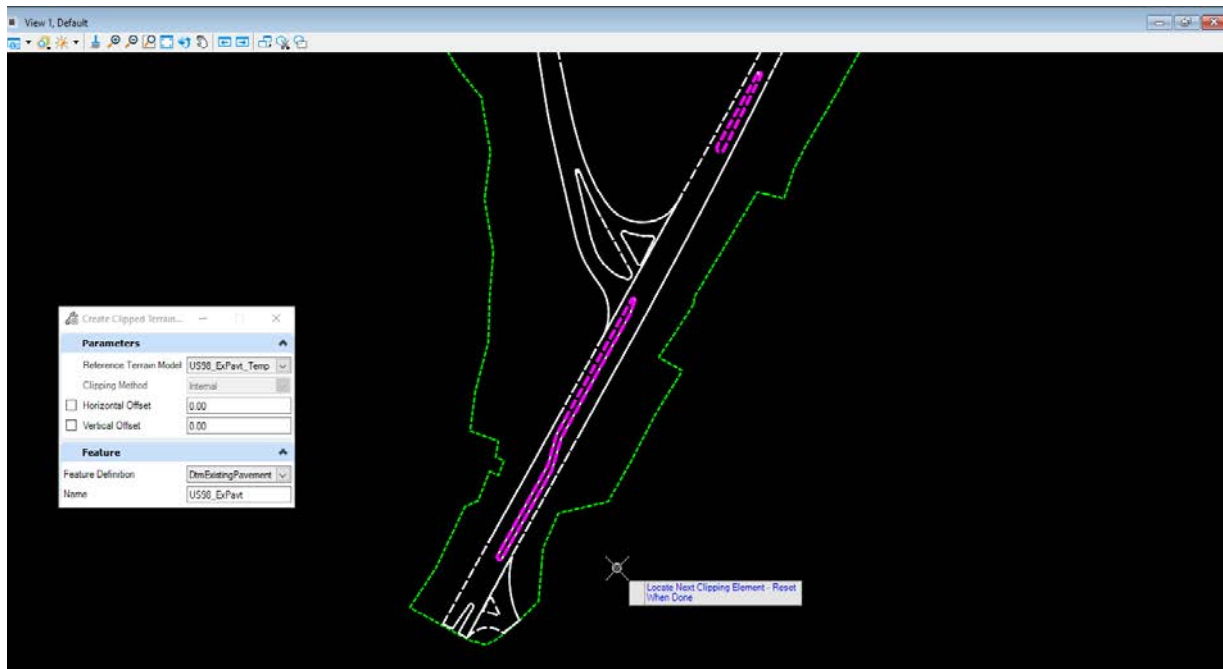 View 1, Default
Create Clipped Terrain...
Parameters
Reference Terrain Model US98_ExPavt_Temp
Clipping Method Internal
Horizontal Offset 0.00
Vertical Offset 0.00
Feature
Feature Definition DtmExistingPavement
Name US98_ExPavt
Locate Next Clipping Element - Reset
When Done